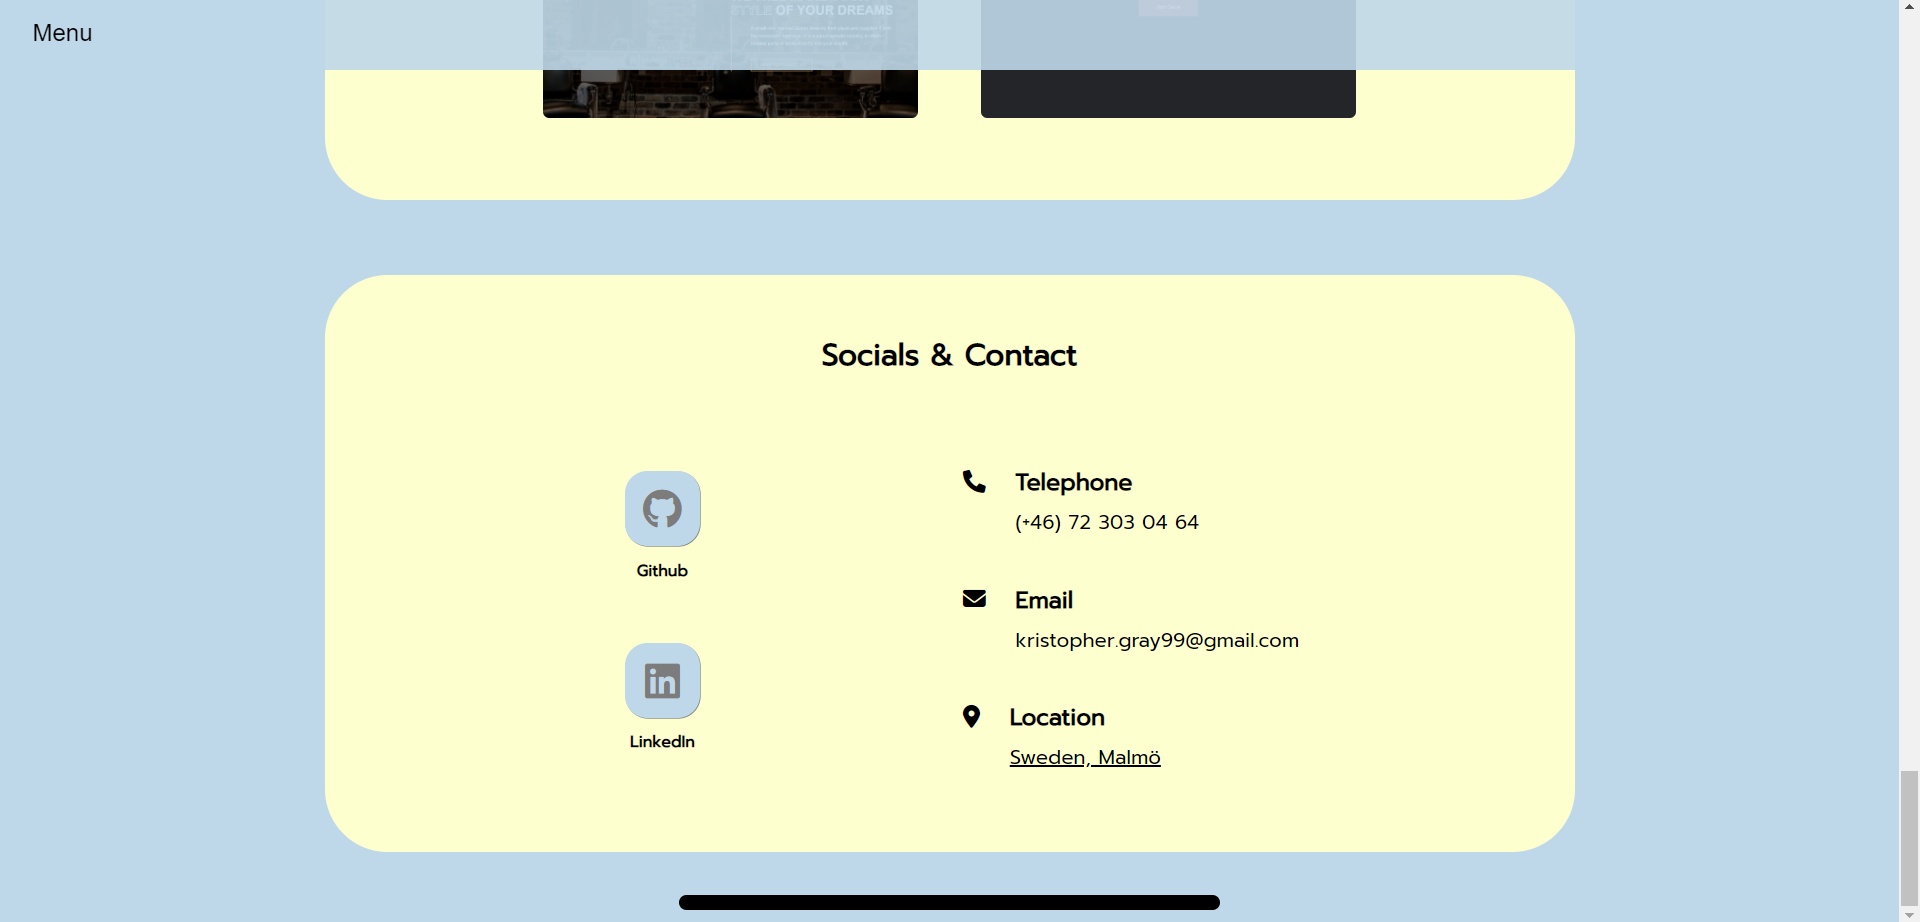 Menu
STYLE OF YOUR DREAMS
Socials & Contact
Github
LinkedIn
Telephone
(+46) 72 303 04 64
Email
kristopher.gray99@gmail.com
Location
Sweden, Malmö